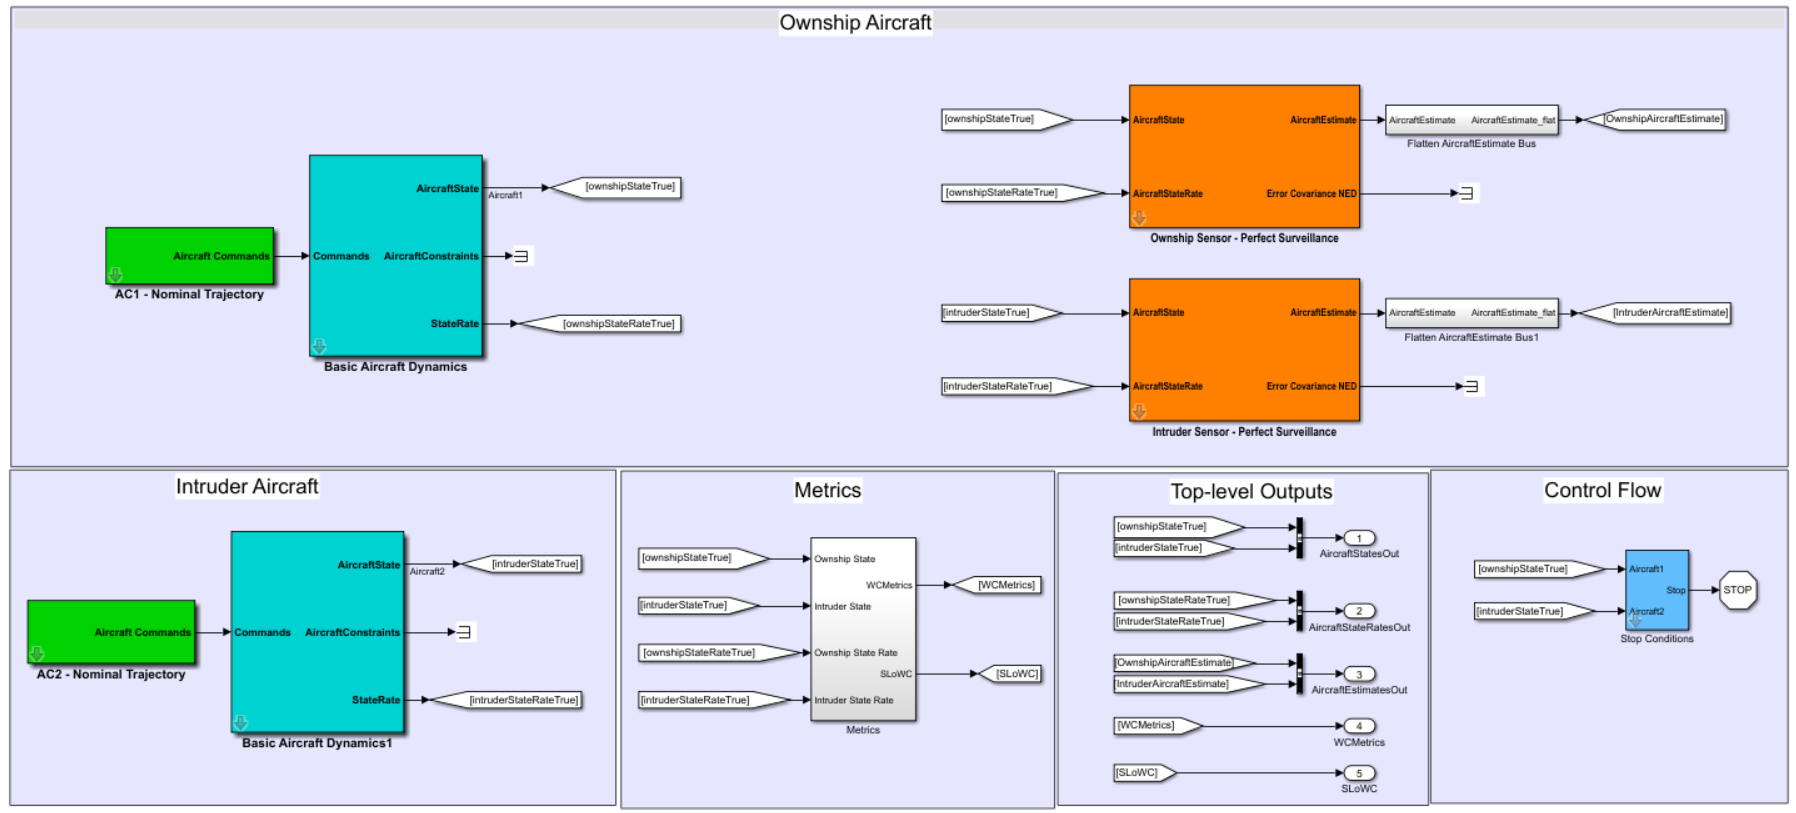 Ownship Aircraft
Aircraft Commands
AC1 - Nominal Trajectory
Commands
AircraftState
AircraftConstraints
StateRate
Basic Aircraft Dynamics
Aircraft1
[ownshipStateTrue]
[ownshipStateRateTrue]
[ownshipStateTrue]
[ownshipStateRateTrue]
AircraftState
AircraftEstimate
AircraftStateRate
Error Covariance NED
Ownship Sensor - Perfect Surveillance
AircraftEstimate AircraftEstimate_flat
Flatten AircraftEstimate Bus
[OwnshipAircraftEstimate]
[intruderStateTrue]
[intruderStateRateTrue]
AircraftState
AircraftEstimate
AircraftStateRate
Error Covariance NED
Intruder Sensor - Perfect Surveillance
AircraftEstimate AircraftEstimate_flat
Flatten AircraftEstimate Bus1
[IntruderAircraftEstimate]
Intruder Aircraft
Aircraft Commands
AC2 - Nominal Trajectory
Commands
AircraftState
AircraftConstraints
StateRate
Basic Aircraft Dynamics1
Aircraft2
[intruderStateTrue]
[intruderStateRateTrue]
Metrics
[ownshipStateTrue]
[intruderStateTrue]
[ownshipStateRateTrue]
[intruderStateRateTrue]
Ownship State
WCMetrics
Intruder State
Ownship State Rate
SLoWC
Intruder State Rate
Metrics
[WCMetrics]
[SLoWC]
Top-level Outputs
[ownshipStateTrue]
[intruderStateTrue]
1
AircraftStatesOut
[ownshipStateRateTrue]
[intruderStateRateTrue]
2
AircraftStateRatesOut
[OwnshipAircraftEstimate]
[IntruderAircraftEstimate]
3
AircraftEstimatesOut
[WCMetrics]
4
WCMetrics
[SLoWC]
5
SLoWC
Control Flow
[ownshipStateTrue]
[intruderStateTrue]
Aircraft1
Stop
Aircraft2
Stop Conditions
STOP